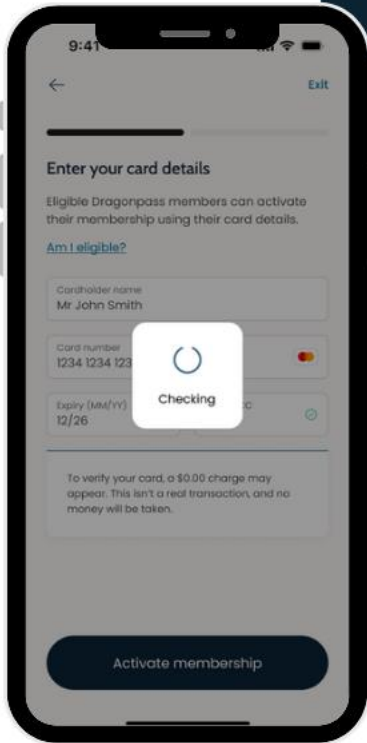 9:41
Exit
Enter your card details
Eligible Dragonpass members can activate
their membership using their card details.
Am I eligible?
Cardholder name
Mr John Smith
Card number
1234 1234 123
Checking
Expiry (MM/YY)
12/26
To verify your card, a $0.00 charge may
appear. This isn't a real transaction, and no
money will be taken.
Activate membership